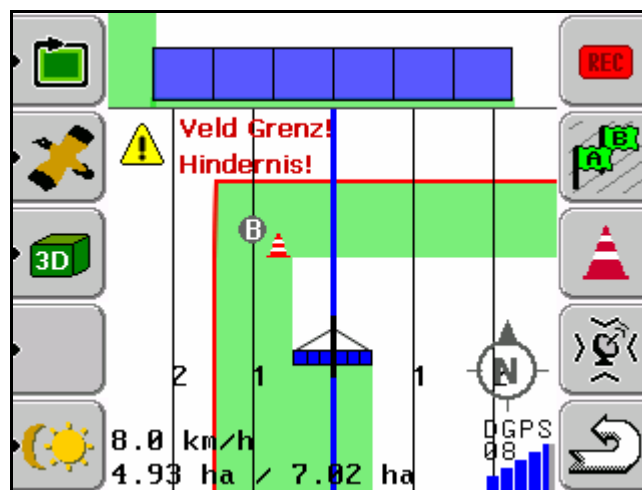 REC
Veld Grenz!
Hindernis!
A B
B
3D
2 1 1
N
8.0 km/h
DGPS
08
4.93 ha / 7.02 ha